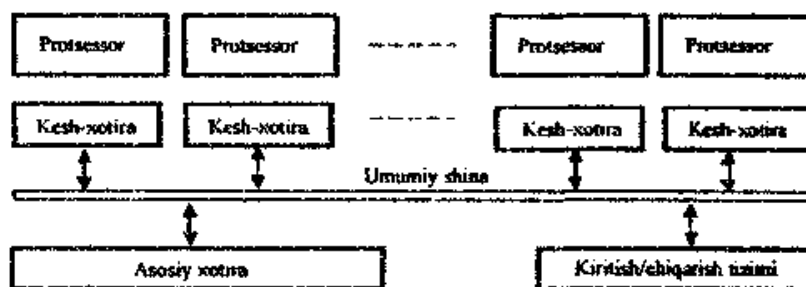 Protsessor Protsessor Protsessor Protsessor
Kesh-xotira Kesh-xotira Kesh-xotira Kesh-xotira
Umumiy shina
Asosiy xotira Kiritish/chiqarish tizimi